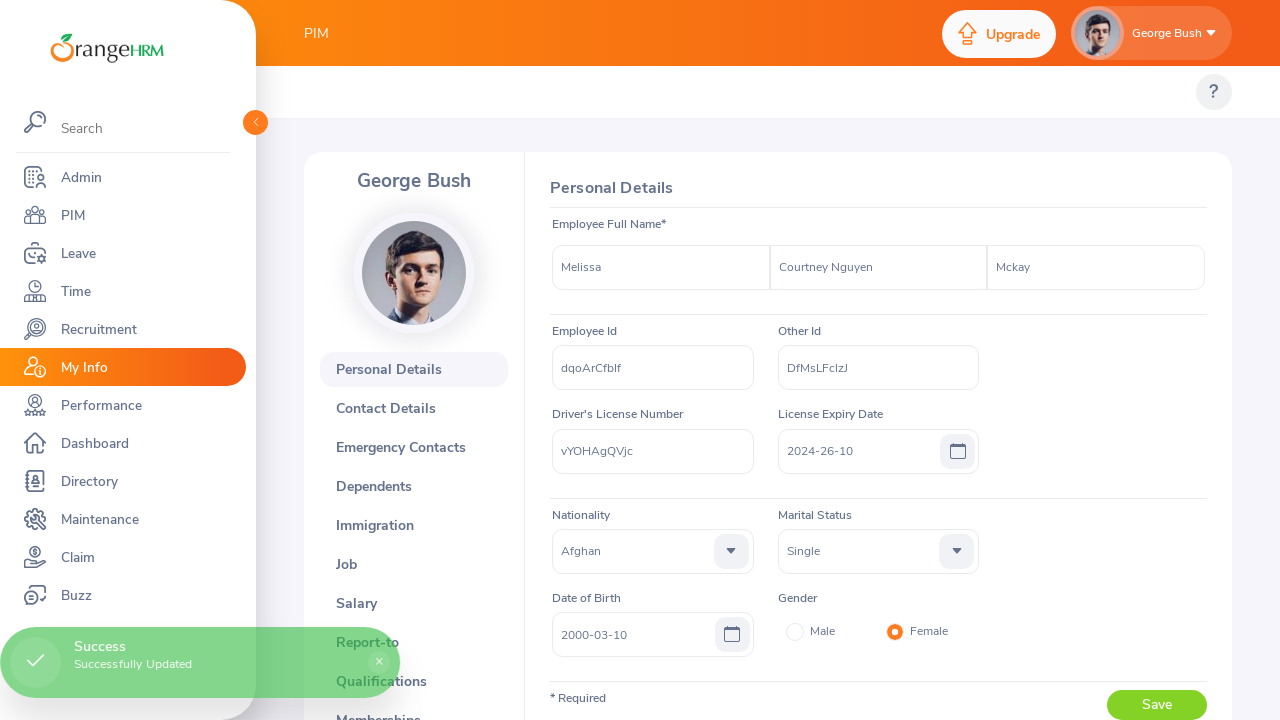 OrangeHRM
PIM
Upgrade
George Bush
?
Search
Admin
PIM
Leave
Time
Recruitment
My Info
Performance
Dashboard
Directory
Maintenance
Claim
Buzz
Success
Successfully Updated
×
George Bush
Personal Details
Contact Details
Emergency Contacts
Dependents
Immigration
Job
Salary
Report-to
Qualifications
Memberships
Personal Details
Employee Full Name*
Melissa Courtney Nguyen Mckay
Employee Id Other Id
dqoArCfbIf DfMsLFcIzJ
Driver's License Number License Expiry Date
vYOHAgQVjc 2024-26-10
Nationality Marital Status
Afghan Single
Date of Birth Gender
2000-03-10 Male Female
* Required Save